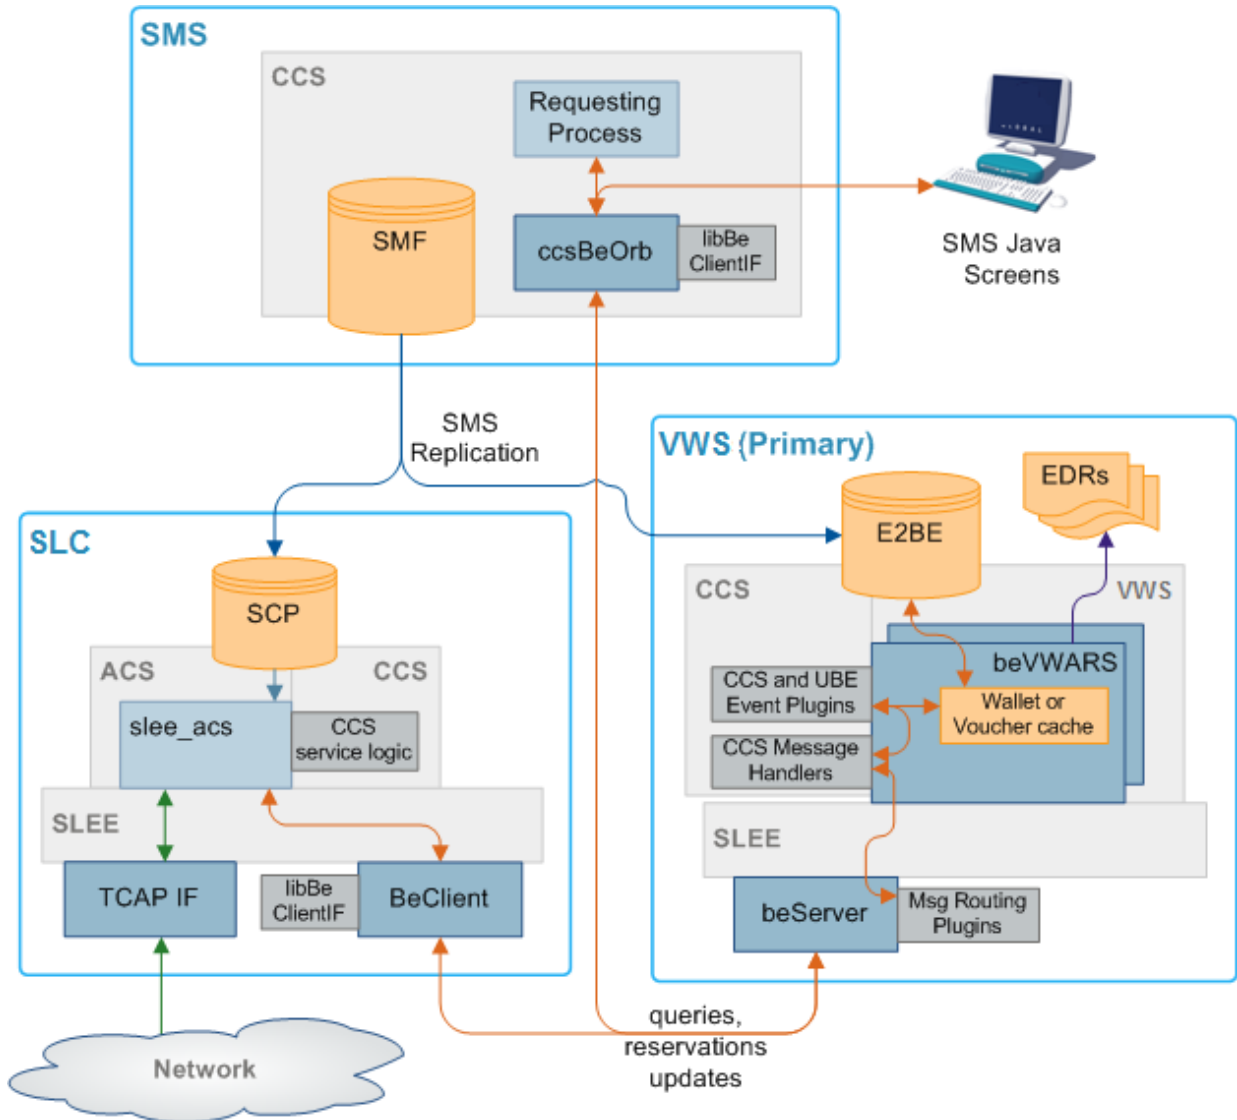 SMS
CCS
Requesting
Process
SMF
ccsBeOrb
libBe
ClientIF
SMS Java
Screens
SMS
Replication
VWS (Primary)
EDRs
E2BE
CCS
VWS
beVWARS
CCS and UBE
Event Plugins
Wallet or
Voucher cache
CCS Message
Handlers
SLEE
beServer
Msg Routing
Plugins
SLC
SCP
ACS
CCS
slee_acs
CCS
service logic
SLEE
TCAP IF
libBe
ClientIF
BeClient
queries,
reservations
updates
Network